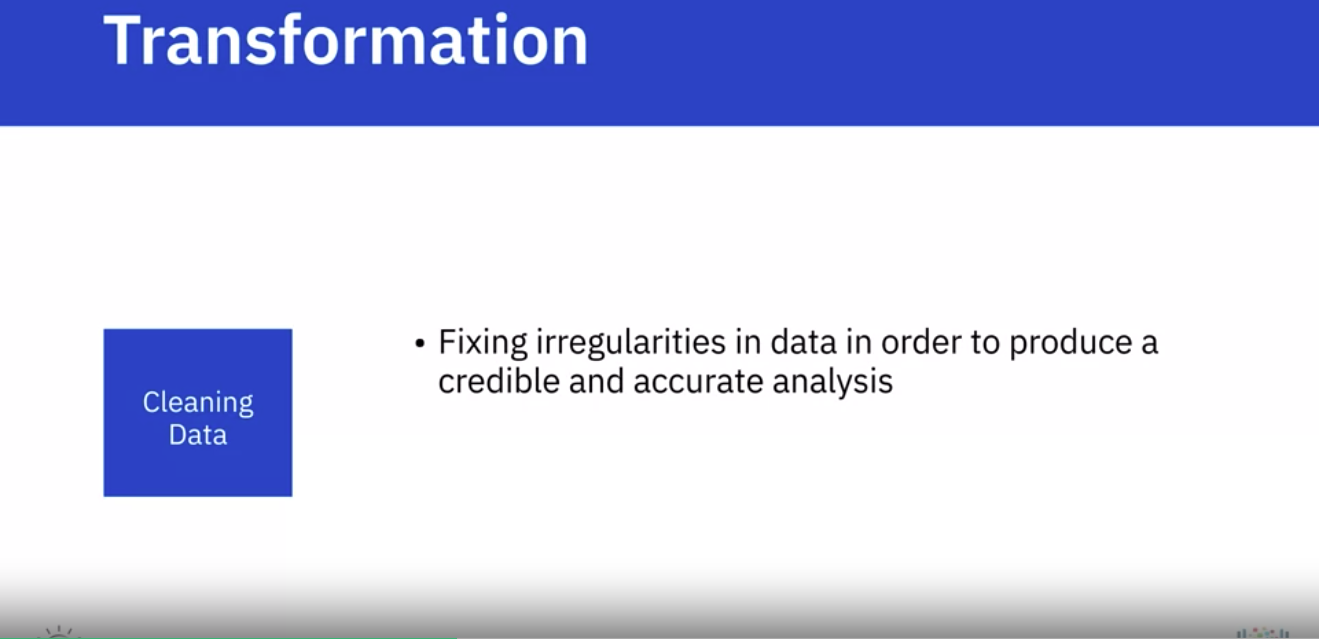 Transformation
Cleaning
Data
• Fixing irregularities in data in order to produce a
credible and accurate analysis